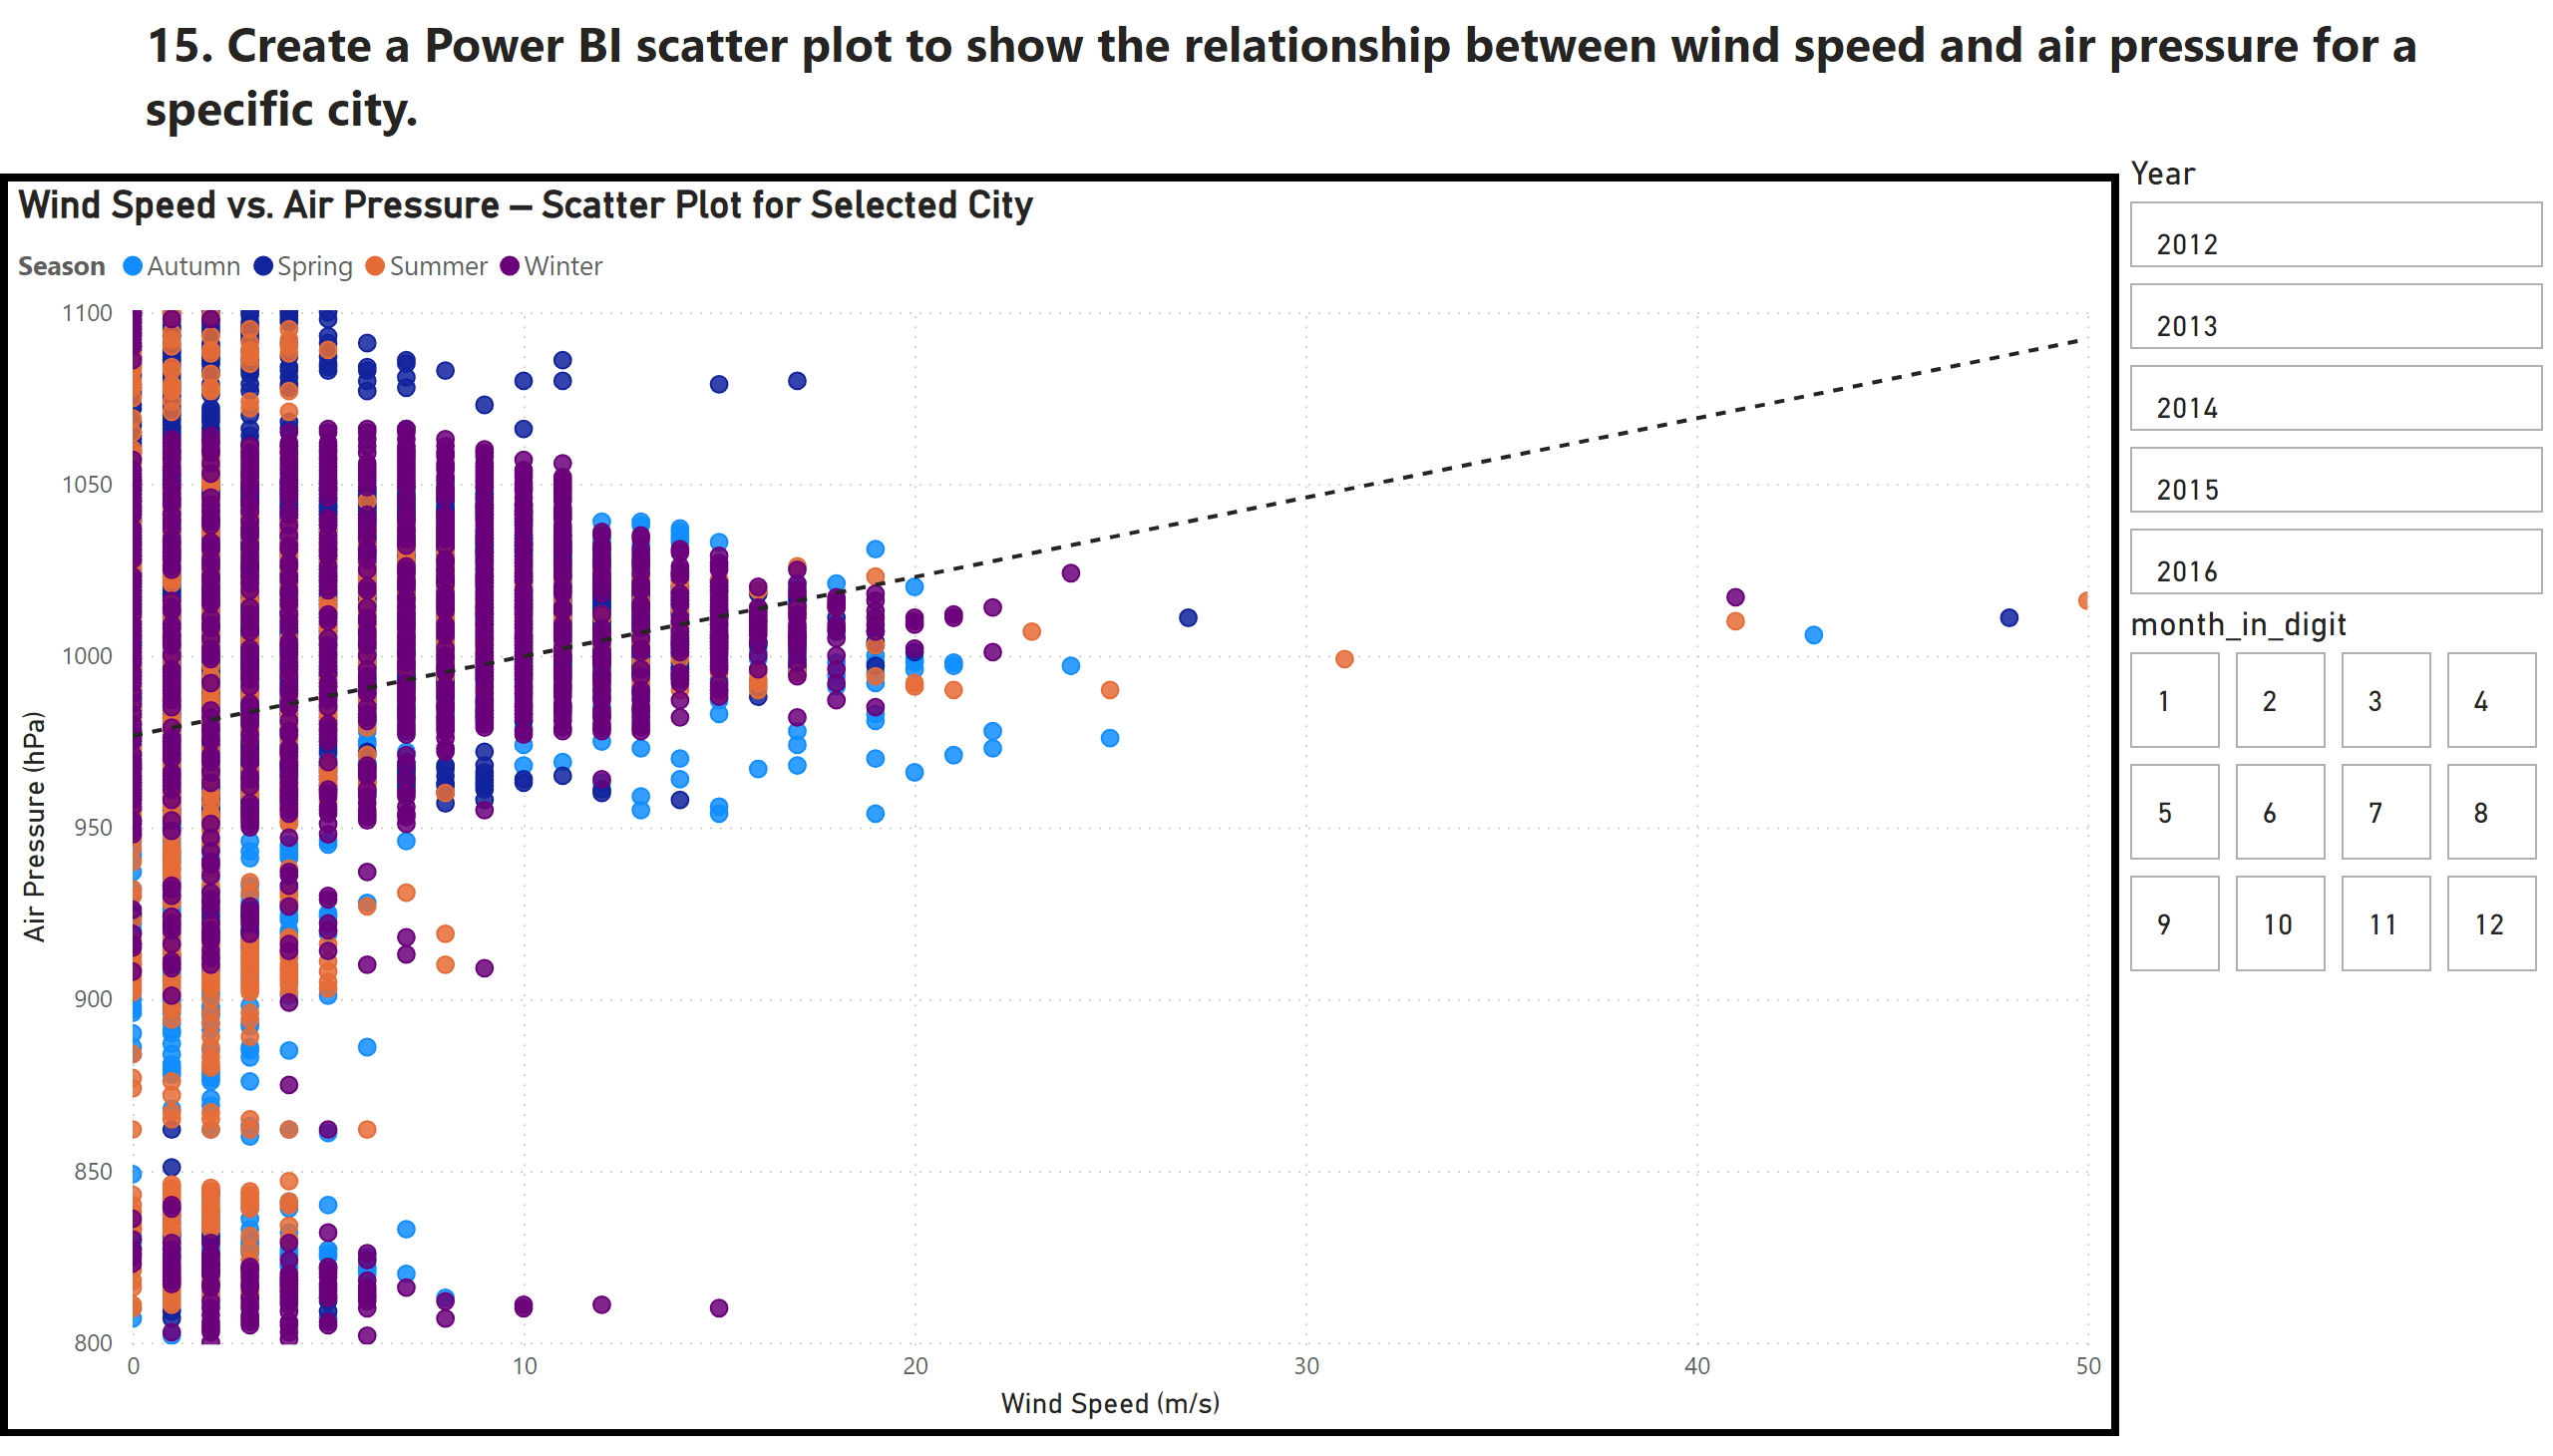 15. Create a Power BI scatter plot to show the relationship between wind speed and air pressure for a
specific city.
Wind Speed vs. Air Pressure – Scatter Plot for Selected City
Season Autumn Spring Summer Winter
1100
1050
1000
950
900
850
800
Air Pressure (hPa)
0 10 20 30 40 50
Wind Speed (m/s)
Year
2012
2013
2014
2015
2016
month_in_digit
1 2 3 4
5 6 7 8
9 10 11 12